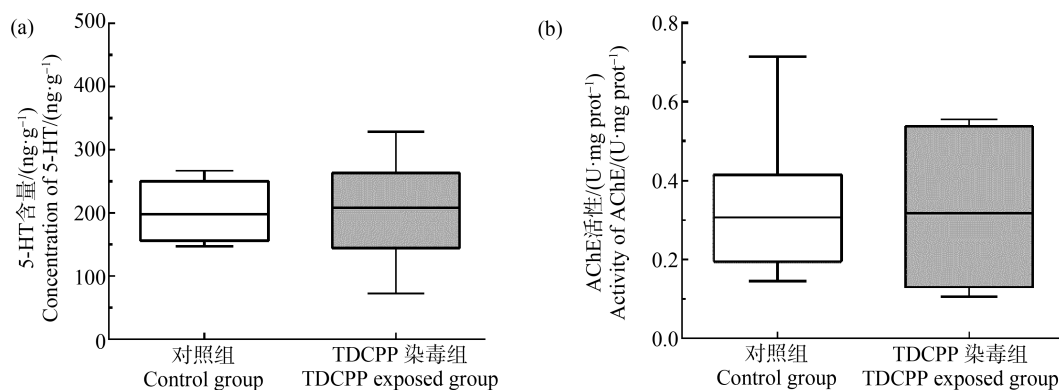 (a)
5-HT含量/(ng·g⁻¹)
Concentration of 5-HT/(ng·g⁻¹)
500
400
300
200
100
0
对照组
Control group
TDCPP 染毒组
TDCPP exposed group
(b)
AChE活性/(U·mg prot⁻¹)
Activity of AChE/(U·mg prot⁻¹)
0.8
0.6
0.4
0.2
0.0
对照组
Control group
TDCPP 染毒组
TDCPP exposed group